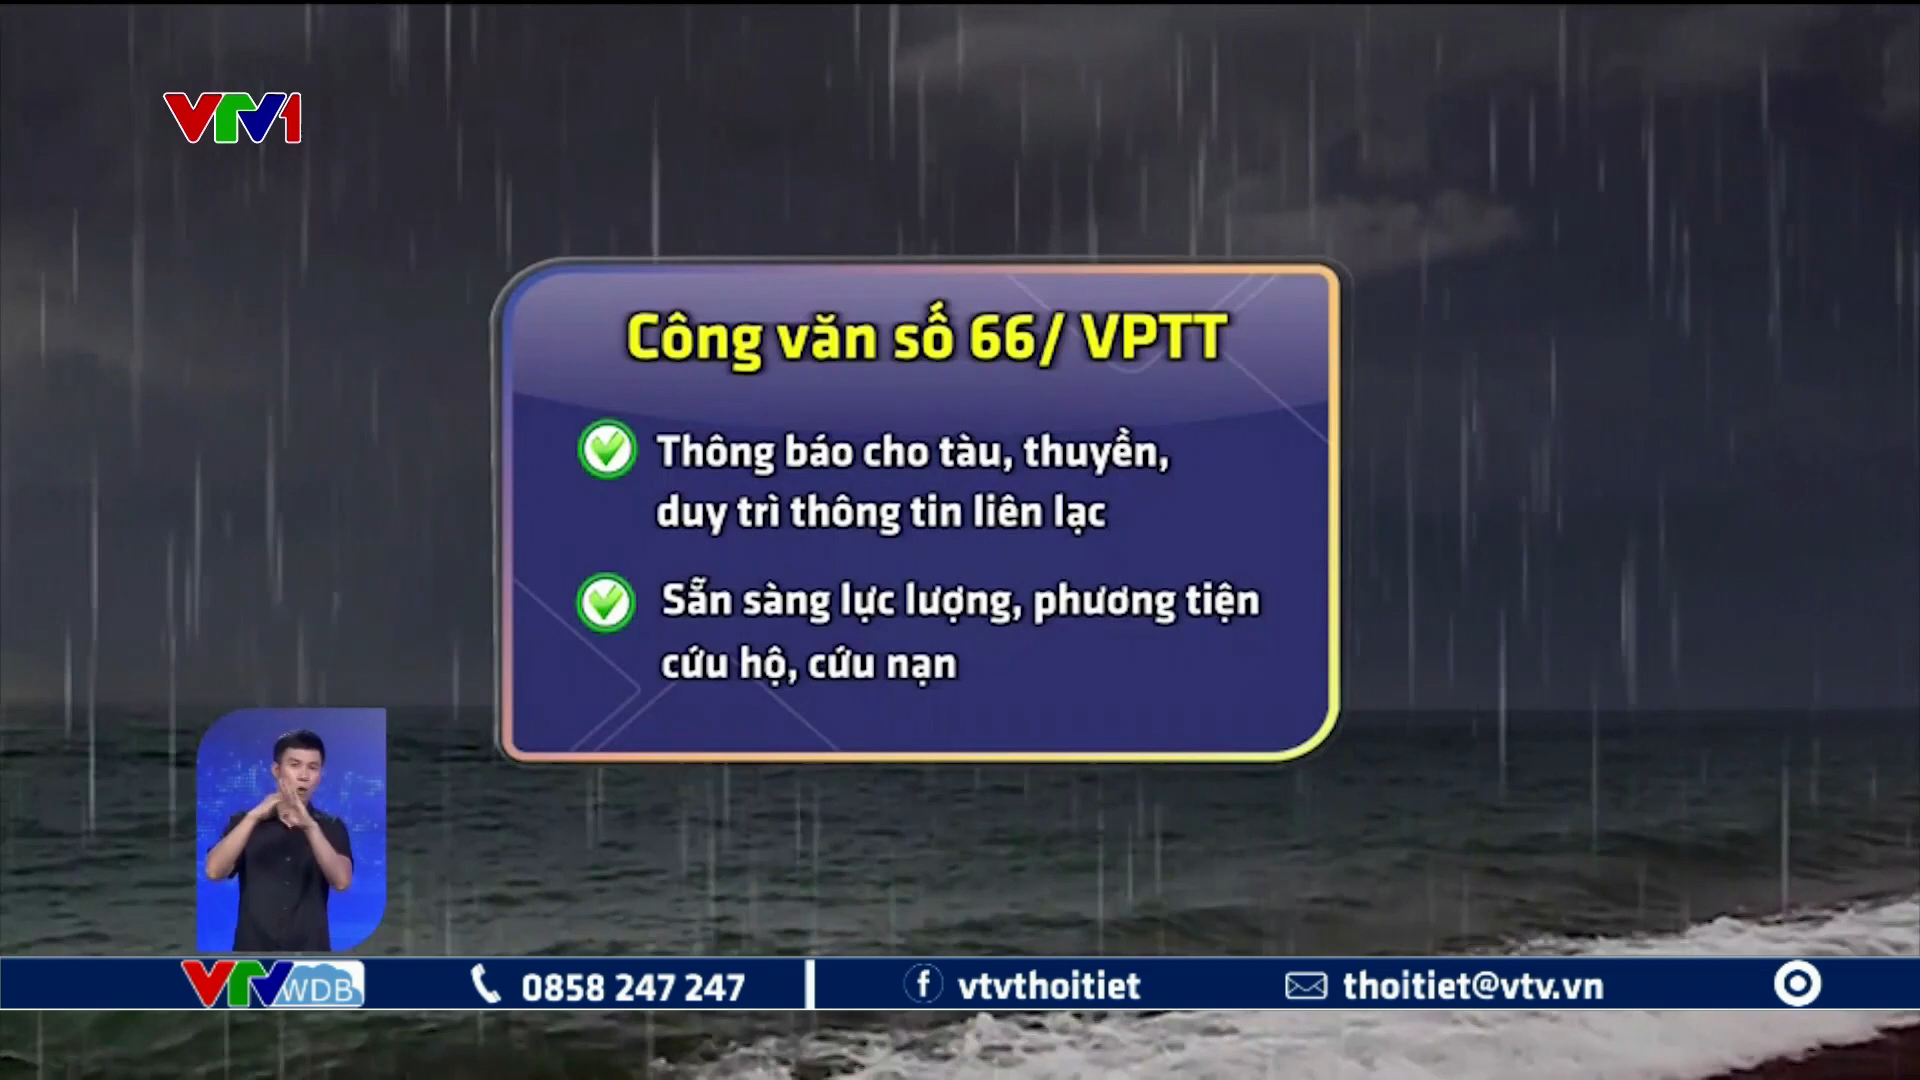 VTV1
Công văn số 66/ VPTT
Thông báo cho tàu, thuyền,
duy trì thông tin liên lạc
Sẵn sàng lực lượng, phương tiện
cứu hộ, cứu nạn
VTV WDB
0858 247 247
vtvthoitiet
thoitiet@vtv.vn